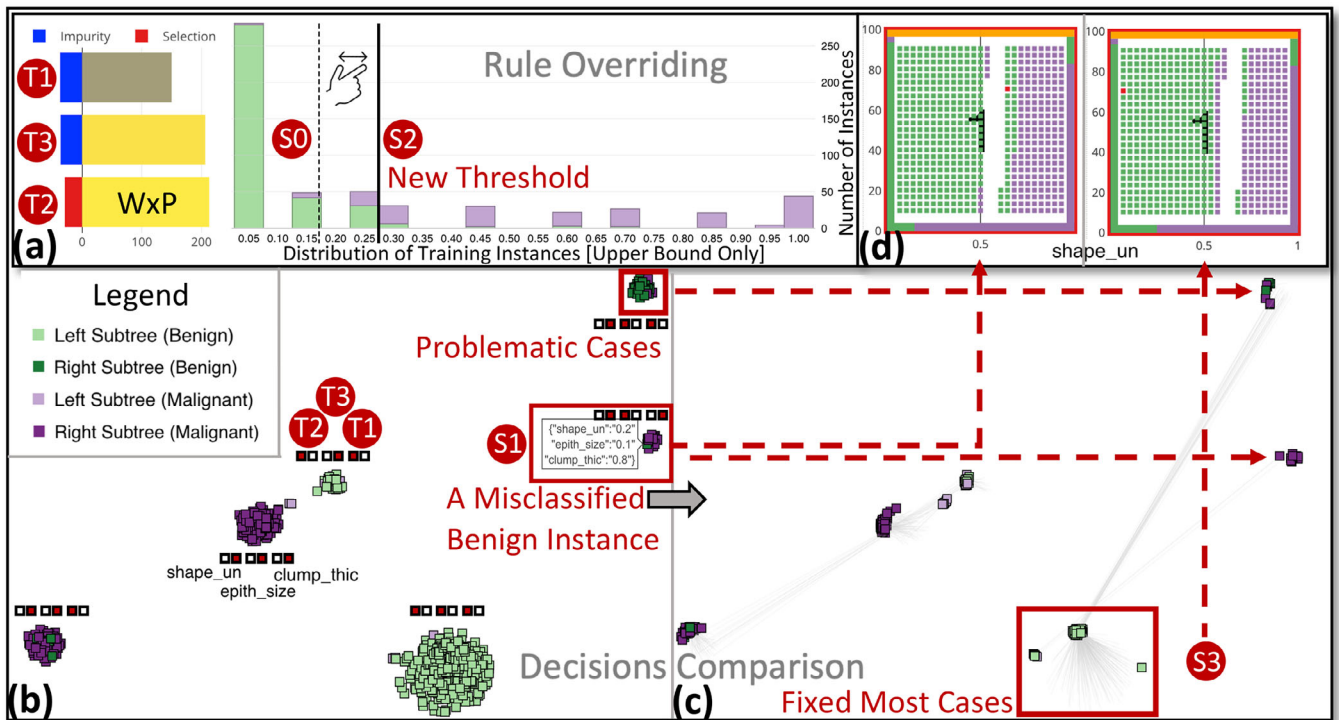 Impurity
Selection
T1
T3
T2
WxP
0
100
200
(a)
Rule Overriding
S0
S2
New Threshold
250
200
150
100
50
0
Number of Instances
0.05 0.10 0.15 0.20 0.25 0.30 0.35 0.40 0.45 0.50 0.55 0.60 0.65 0.70 0.75 0.80 0.85 0.90 0.95 1.00
Distribution of Training Instances [Upper Bound Only]
100
80
60
40
20
0
0.5
100
80
60
40
20
0
0.5
1
shape_un
(d)
Legend
Left Subtree (Benign)
Right Subtree (Benign)
Left Subtree (Malignant)
Right Subtree (Malignant)
Problematic Cases
T3
T2
T1
S1
{"shape_un":"0.2"
"epith_size":"0.1"
"clump_thic":"0.8"}
A Misclassified
Benign Instance
shape_un
clump_thic
epith_size
Decisions Comparison
(b)
(c)
Fixed Most Cases
S3